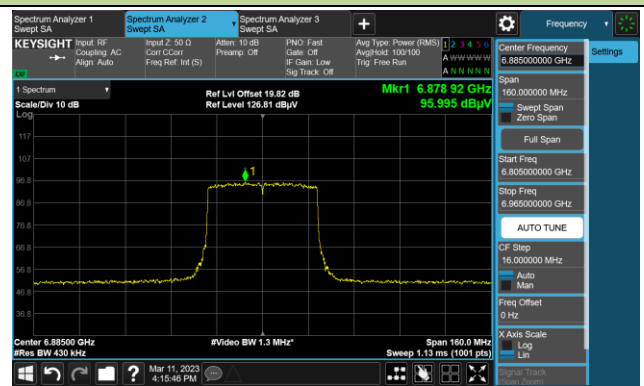 Spectrum Analyzer 1
Swept SA
Spectrum Analyzer 2
Swept SA
Spectrum Analyzer 3
Swept SA
+
Frequency
KEYSIGHT
Input: RF
Coupling: AC
Align: Auto
Input Z: 50 Ω
Corr CCorr
Freq Ref: Int (S)
Atten: 10 dB
Preamp: Off
PNO: Fast
Gate: Off
IF Gain: Low
Sig Track: Off
Avg Type: Power (RMS)
Avg|Hold: 100/100
Trig: Free Run
1 2 3 4 5 6
A W W W W W
A N N N N N
LXI
1 Spectrum
Scale/Div 10 dB
Log
Ref Lvl Offset 19.82 dB
Ref Level 126.81 dBµV
Mkr1 6.878 92 GHz
95.995 dBµV
117
107
96.8
86.8
76.8
66.8
56.8
46.8
36.8
1
Center 6.88500 GHz
#Res BW 430 kHz
#Video BW 1.3 MHz*
Span 160.0 MHz
Sweep 1.13 ms (1001 pts)
Center Frequency
6.885000000 GHz
Settings
Span
160.000000 MHz
Swept Span
Zero Span
Full Span
Start Freq
6.805000000 GHz
Stop Freq
6.965000000 GHz
AUTO TUNE
CF Step
16.000000 MHz
Auto
Man
Freq Offset
0 Hz
X Axis Scale
Log
Lin
Signal Track
(Span Zoom)
?
Mar 11, 2023
4:15:46 PM